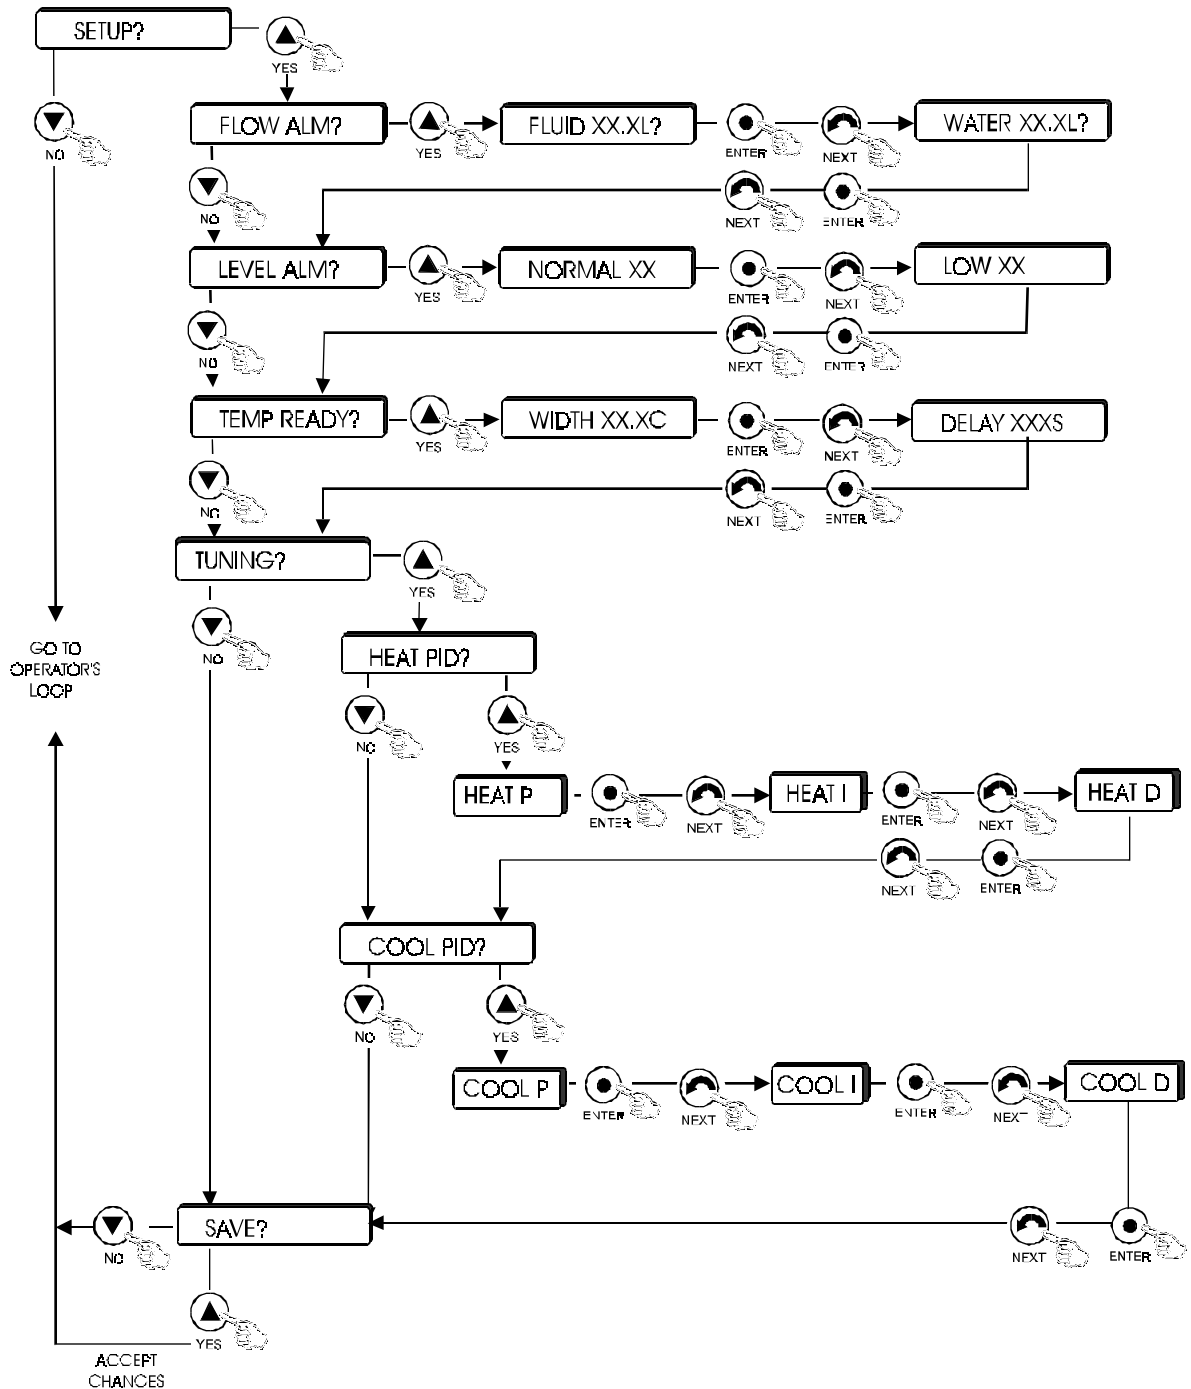 SETUP?
YES
NO
FLOW ALM?
YES
FLUID XX.XL?
ENTER
NEXT
WATER XX.XL?
NO
NEXT
ENTER
LEVEL ALM?
YES
NORMAL XX
ENTER
NEXT
LOW XX
NO
NEXT
ENTER
TEMP READY?
YES
WIDTH XX.XC
ENTER
NEXT
DELAY XXXS
NO
NEXT
ENTER
TUNING?
YES
NO
GO TO
OPERATOR'S
LOOP
HEAT PID?
NO
YES
HEAT P
ENTER
NEXT
HEAT I
ENTER
NEXT
HEAT D
NEXT
ENTER
COOL PID?
NO
YES
COOL P
ENTER
NEXT
COOL I
ENTER
NEXT
COOL D
SAVE?
NO
NEXT
ENTER
YES
ACCEPT
CHANGES